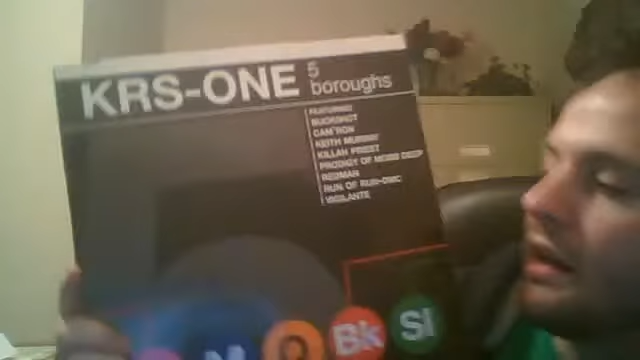 KRS-ONE
5
boroughs
FEATURING
BUCKSHOT
CAM'RON
KEITH MURRAY
KILLAH PRIEST
PRODIGY OF MOBB DEEP
REDMAN
RUN OF RUN-DMC
VIGILANTE
M Q Bk SI